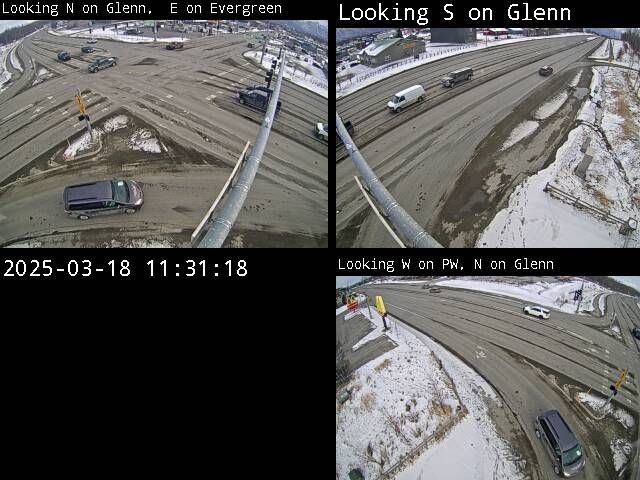 Looking N on Glenn,  E on Evergreen
Looking S on Glenn
2025-03-18 11:31:18
Looking W on PW, N on Glenn